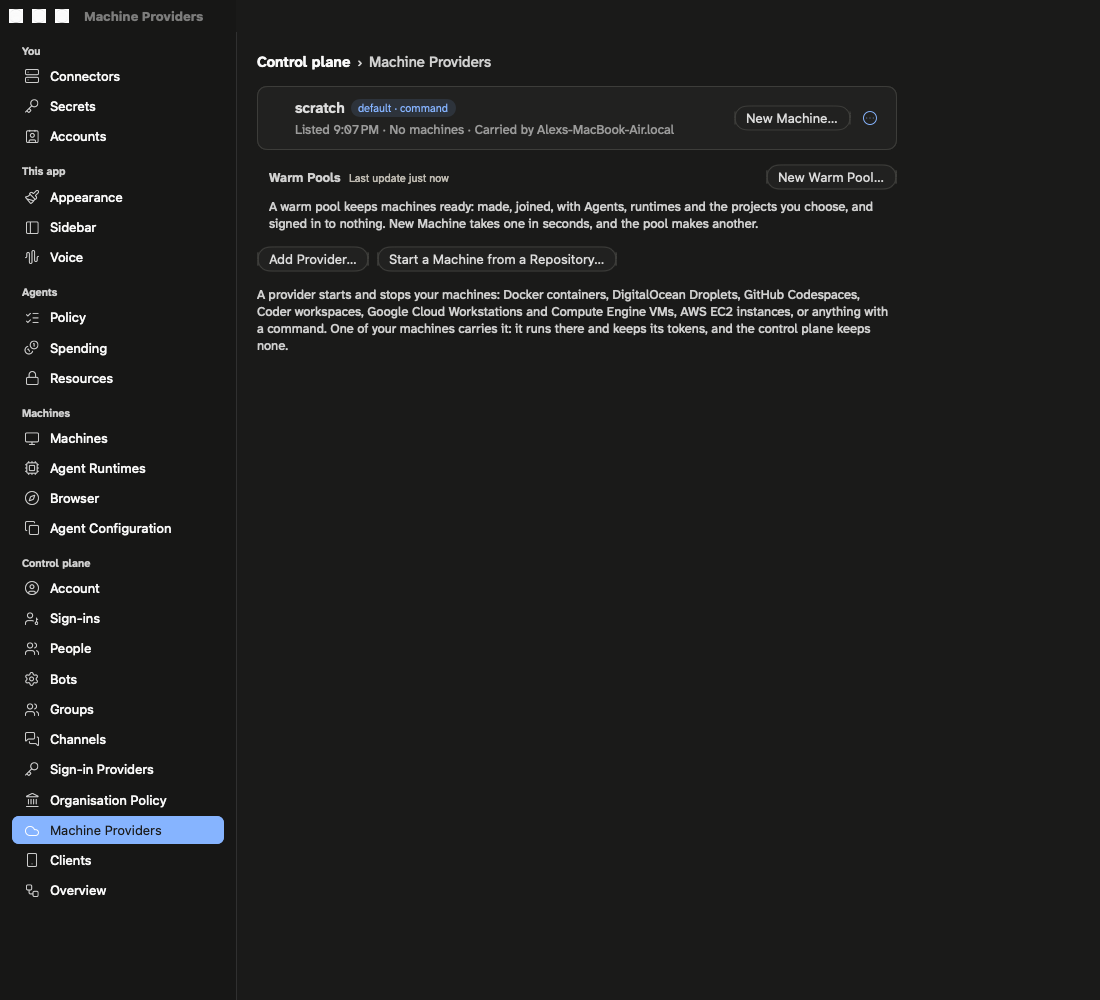 Machine Providers
You
Connectors
Secrets
Accounts
This app
Appearance
Sidebar
Voice
Agents
Policy
Spending
Resources
Machines
Machines
Agent Runtimes
Browser
Agent Configuration
Control plane
Account
Sign-ins
People
Bots
Groups
Channels
Sign-in Providers
Organisation Policy
Machine Providers
Clients
Overview
Control plane › Machine Providers
scratch default · command
Listed 9:07 PM · No machines · Carried by Alexs-MacBook-Air.local
New Machine...
Warm Pools Last update just now
New Warm Pool...
A warm pool keeps machines ready: made, joined, with Agents, runtimes and the projects you choose, and
signed in to nothing. New Machine takes one in seconds, and the pool makes another.
Add Provider... Start a Machine from a Repository...
A provider starts and stops your machines: Docker containers, DigitalOcean Droplets, GitHub Codespaces,
Coder workspaces, Google Cloud Workstations and Compute Engine VMs, AWS EC2 instances, or anything with
a command. One of your machines carries it: it runs there and keeps its tokens, and the control plane keeps
none.